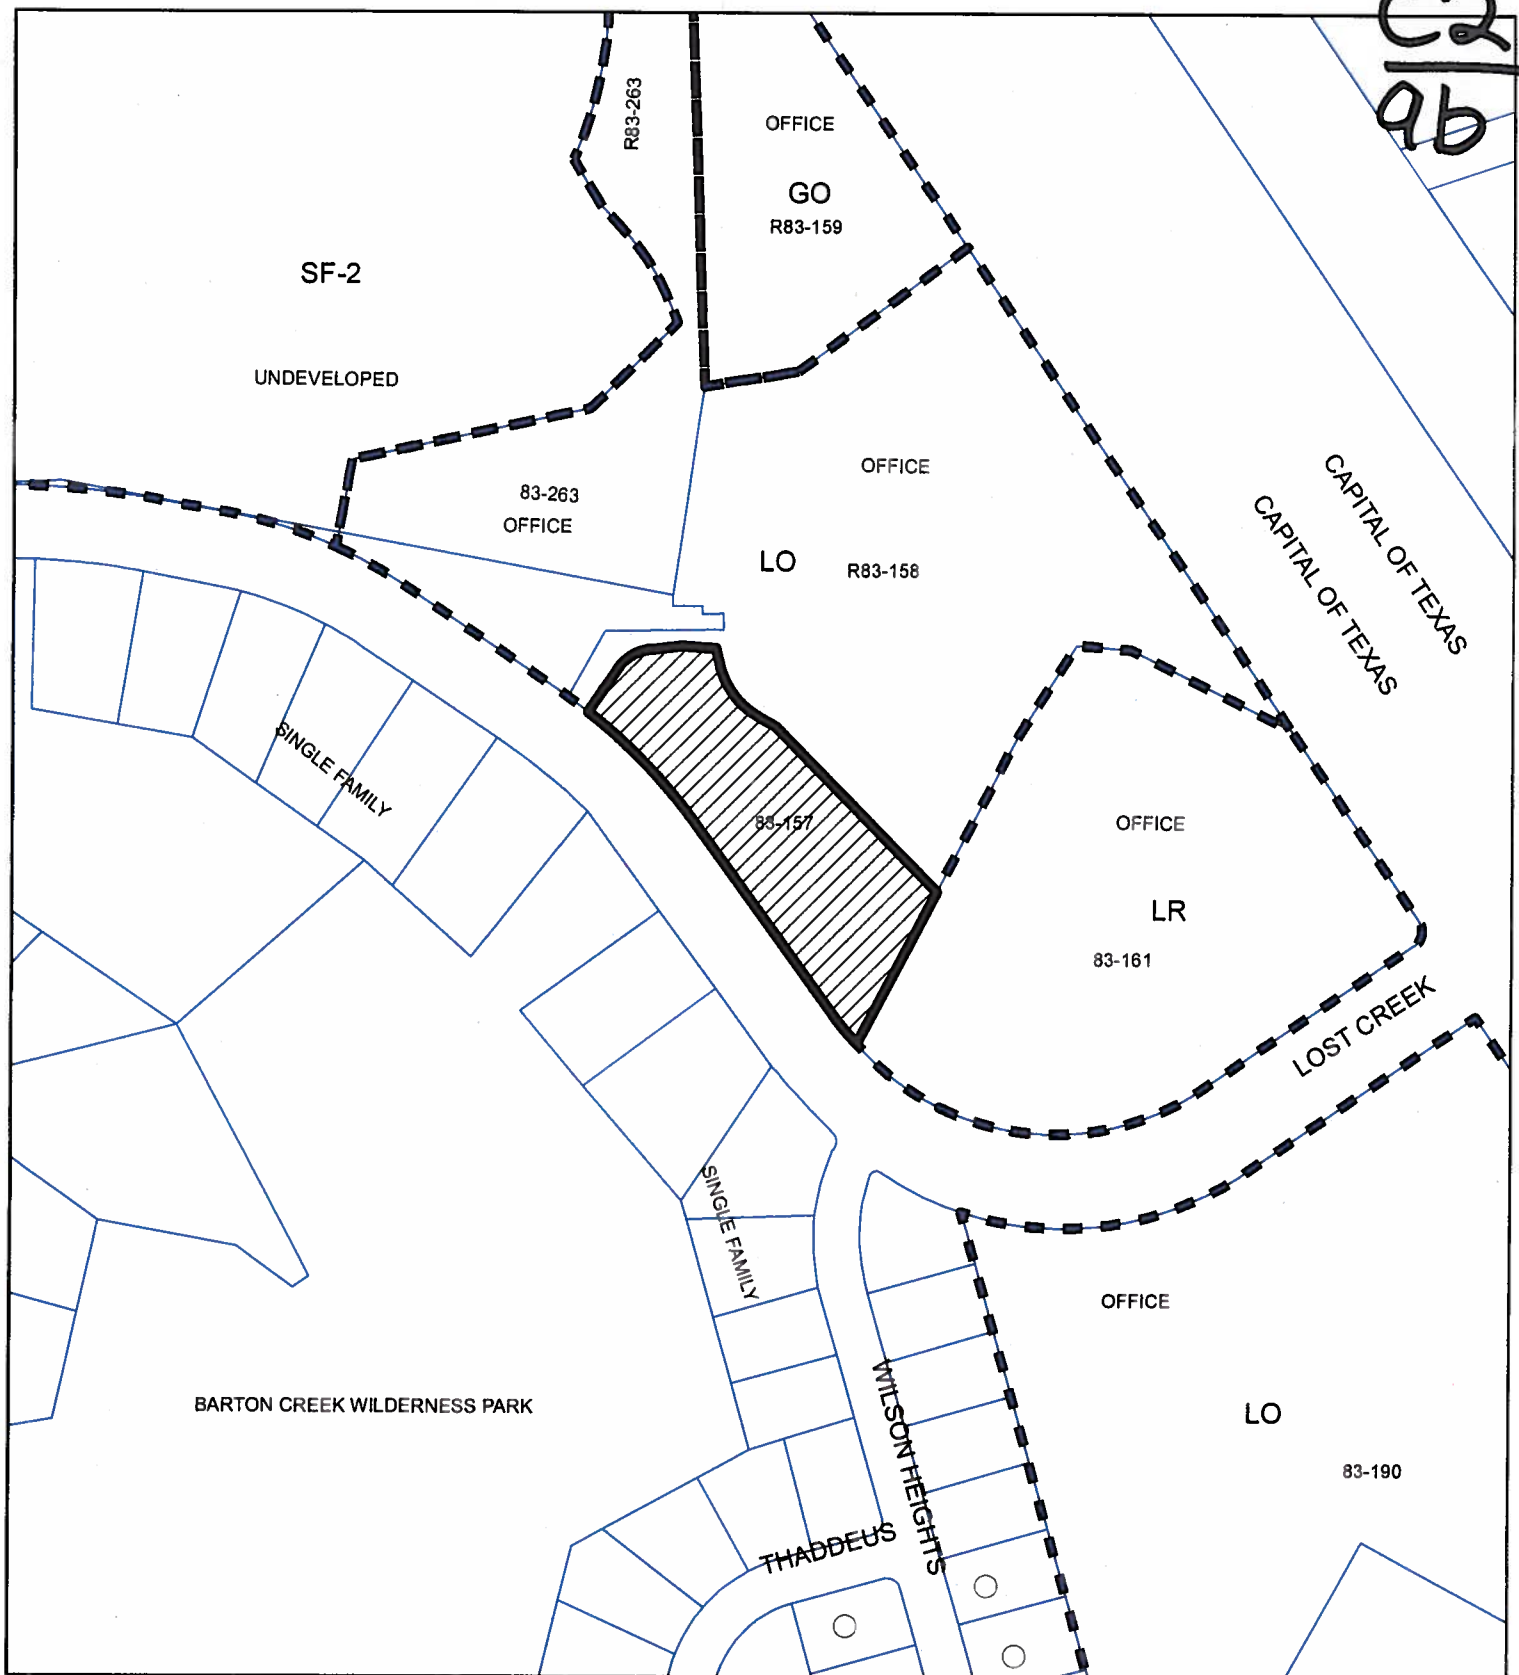 C2
ab
R83-263
OFFICE
GO
R83-159
SF-2
UNDEVELOPED
OFFICE
83-263
OFFICE
LO
R83-158
CAPITAL OF TEXAS
CAPITAL OF TEXAS
SINGLE FAMILY
83-157
OFFICE
LR
83-161
LOST CREEK
SINGLE FAMILY
OFFICE
BARTON CREEK WILDERNESS PARK
WILSON HEIGHTS
LO
83-190
THADDEUS